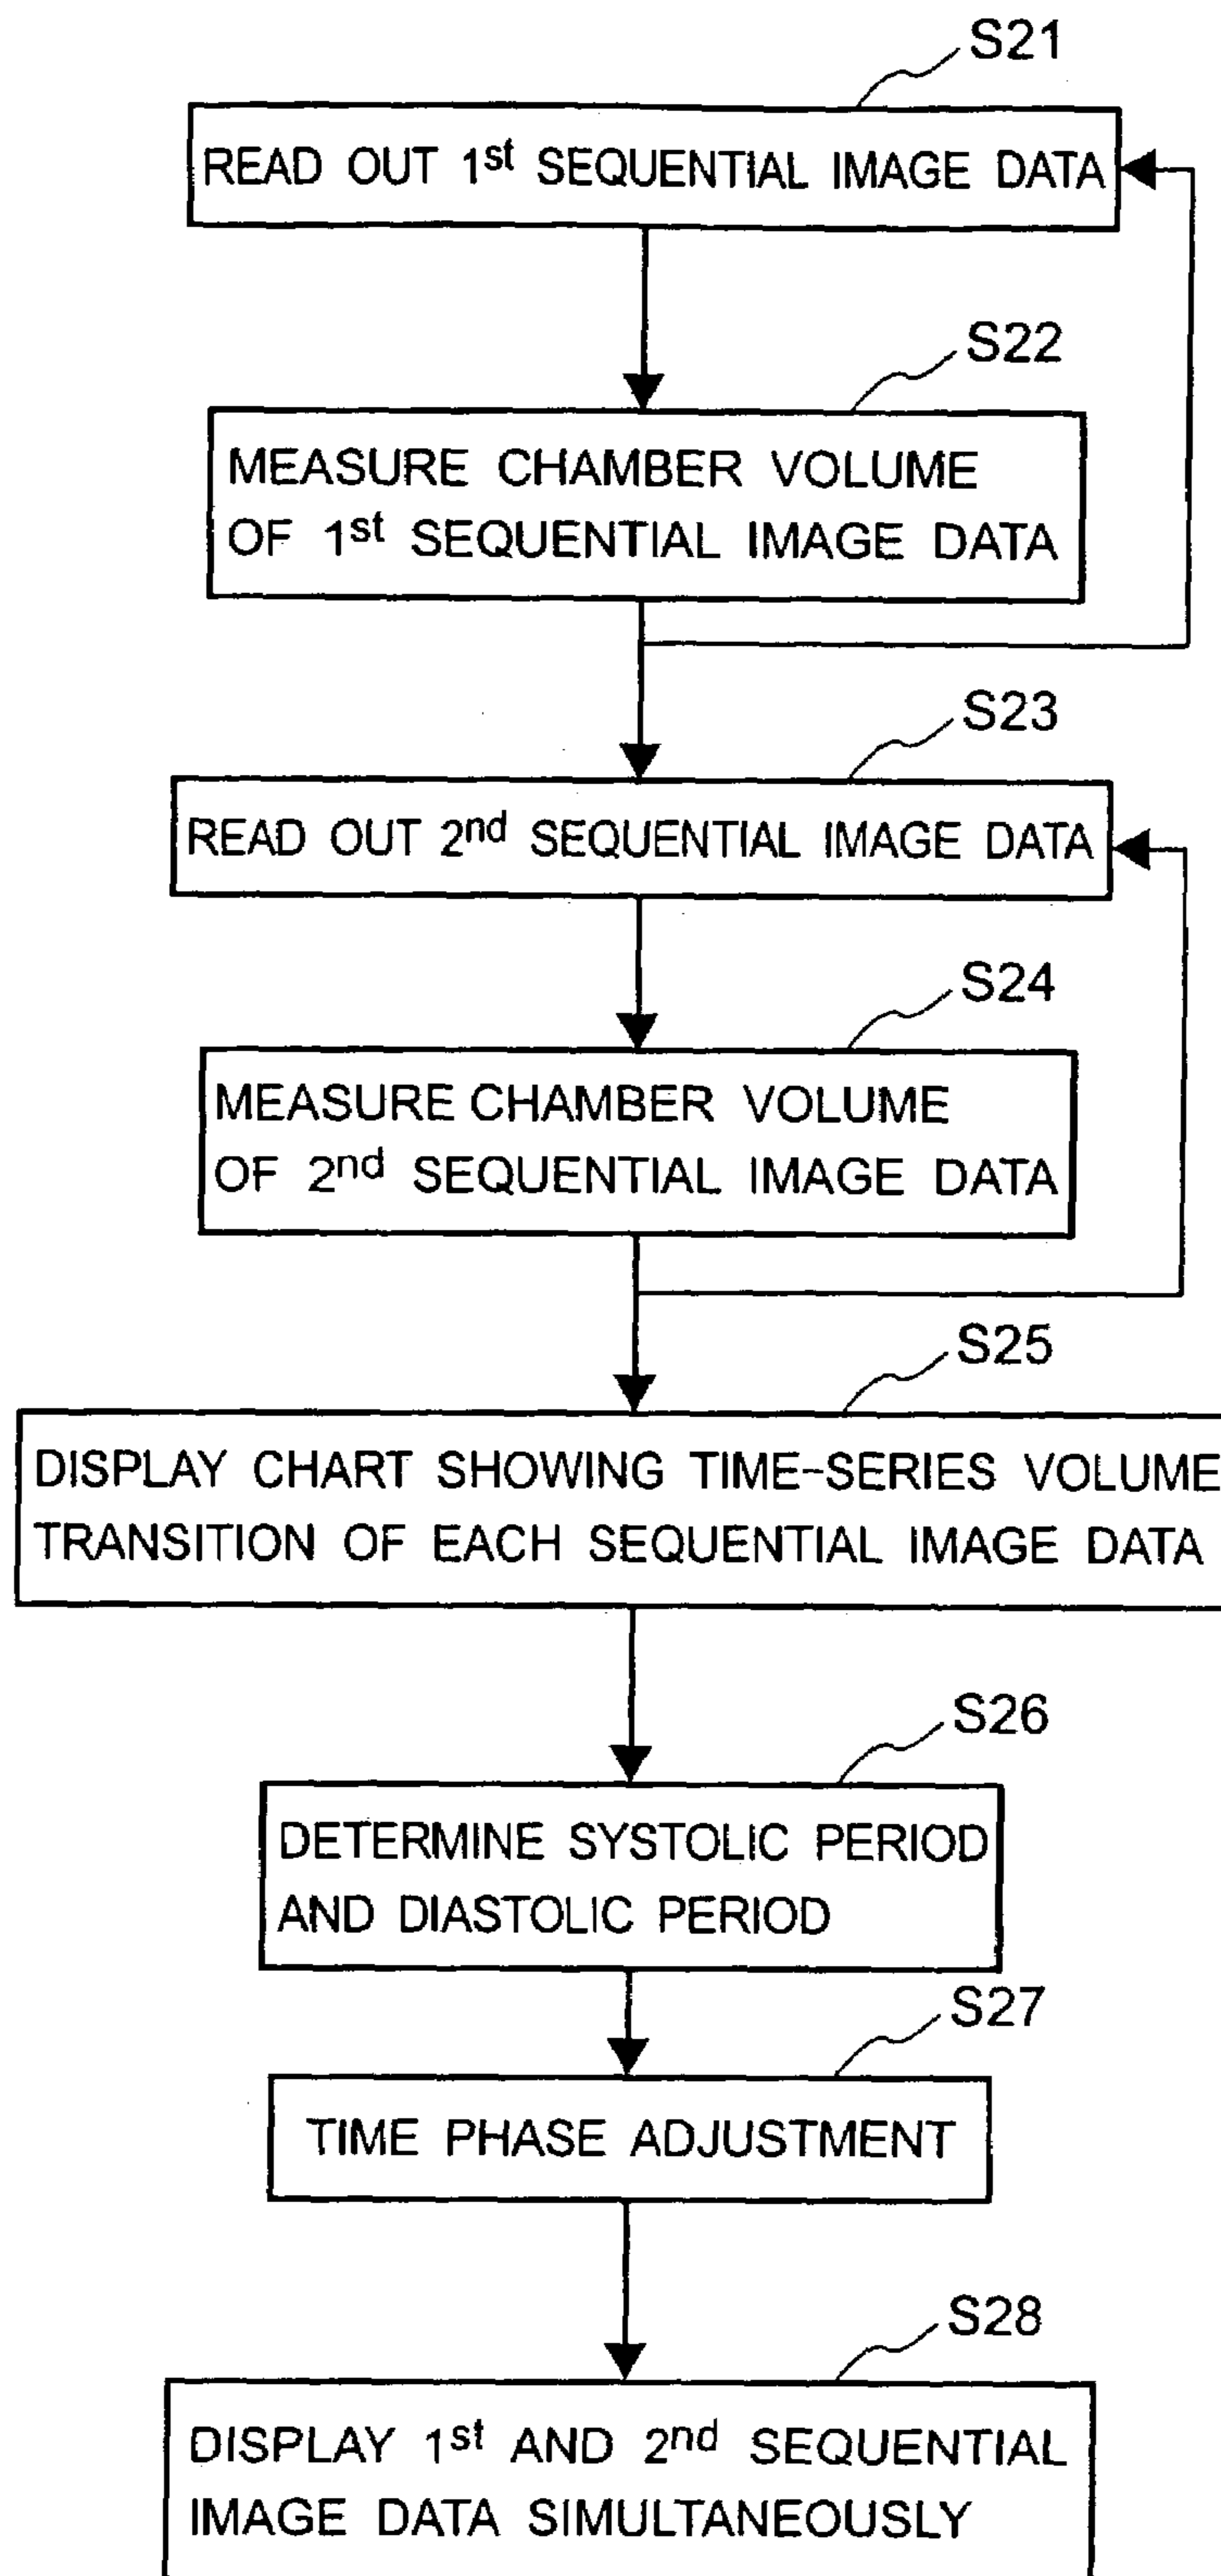 S21
READ OUT 1st SEQUENTIAL IMAGE DATA
S22
MEASURE CHAMBER VOLUME
OF 1st SEQUENTIAL IMAGE DATA
S23
READ OUT 2nd SEQUENTIAL IMAGE DATA
S24
MEASURE CHAMBER VOLUME
OF 2nd SEQUENTIAL IMAGE DATA
S25
DISPLAY CHART SHOWING TIME-SERIES VOLUME
TRANSITION OF EACH SEQUENTIAL IMAGE DATA
S26
DETERMINE SYSTOLIC PERIOD
AND DIASTOLIC PERIOD
S27
TIME PHASE ADJUSTMENT
S28
DISPLAY 1st AND 2nd SEQUENTIAL
IMAGE DATA SIMULTANEOUSLY